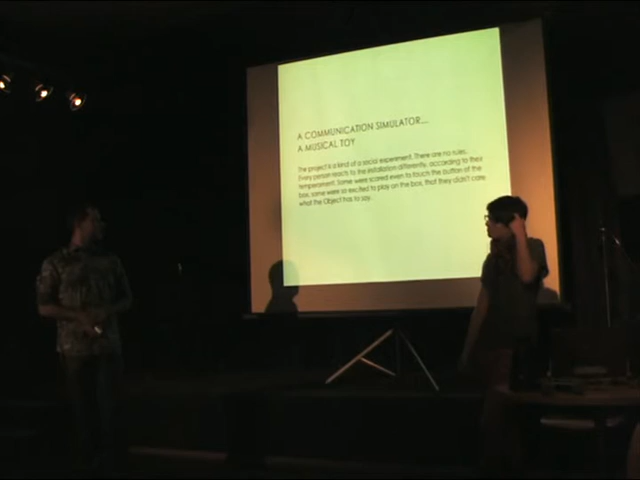 A COMMUNICATION SIMULATOR...
A MUSICAL TOY
The project is a kind of a social experiment. There are no rules.
Every person reacts to the installation differently, according to their
temperament. Some were scared even to touch the button of the
box, some were so excited to play on the box, that they didn't care
what the Object has to say.